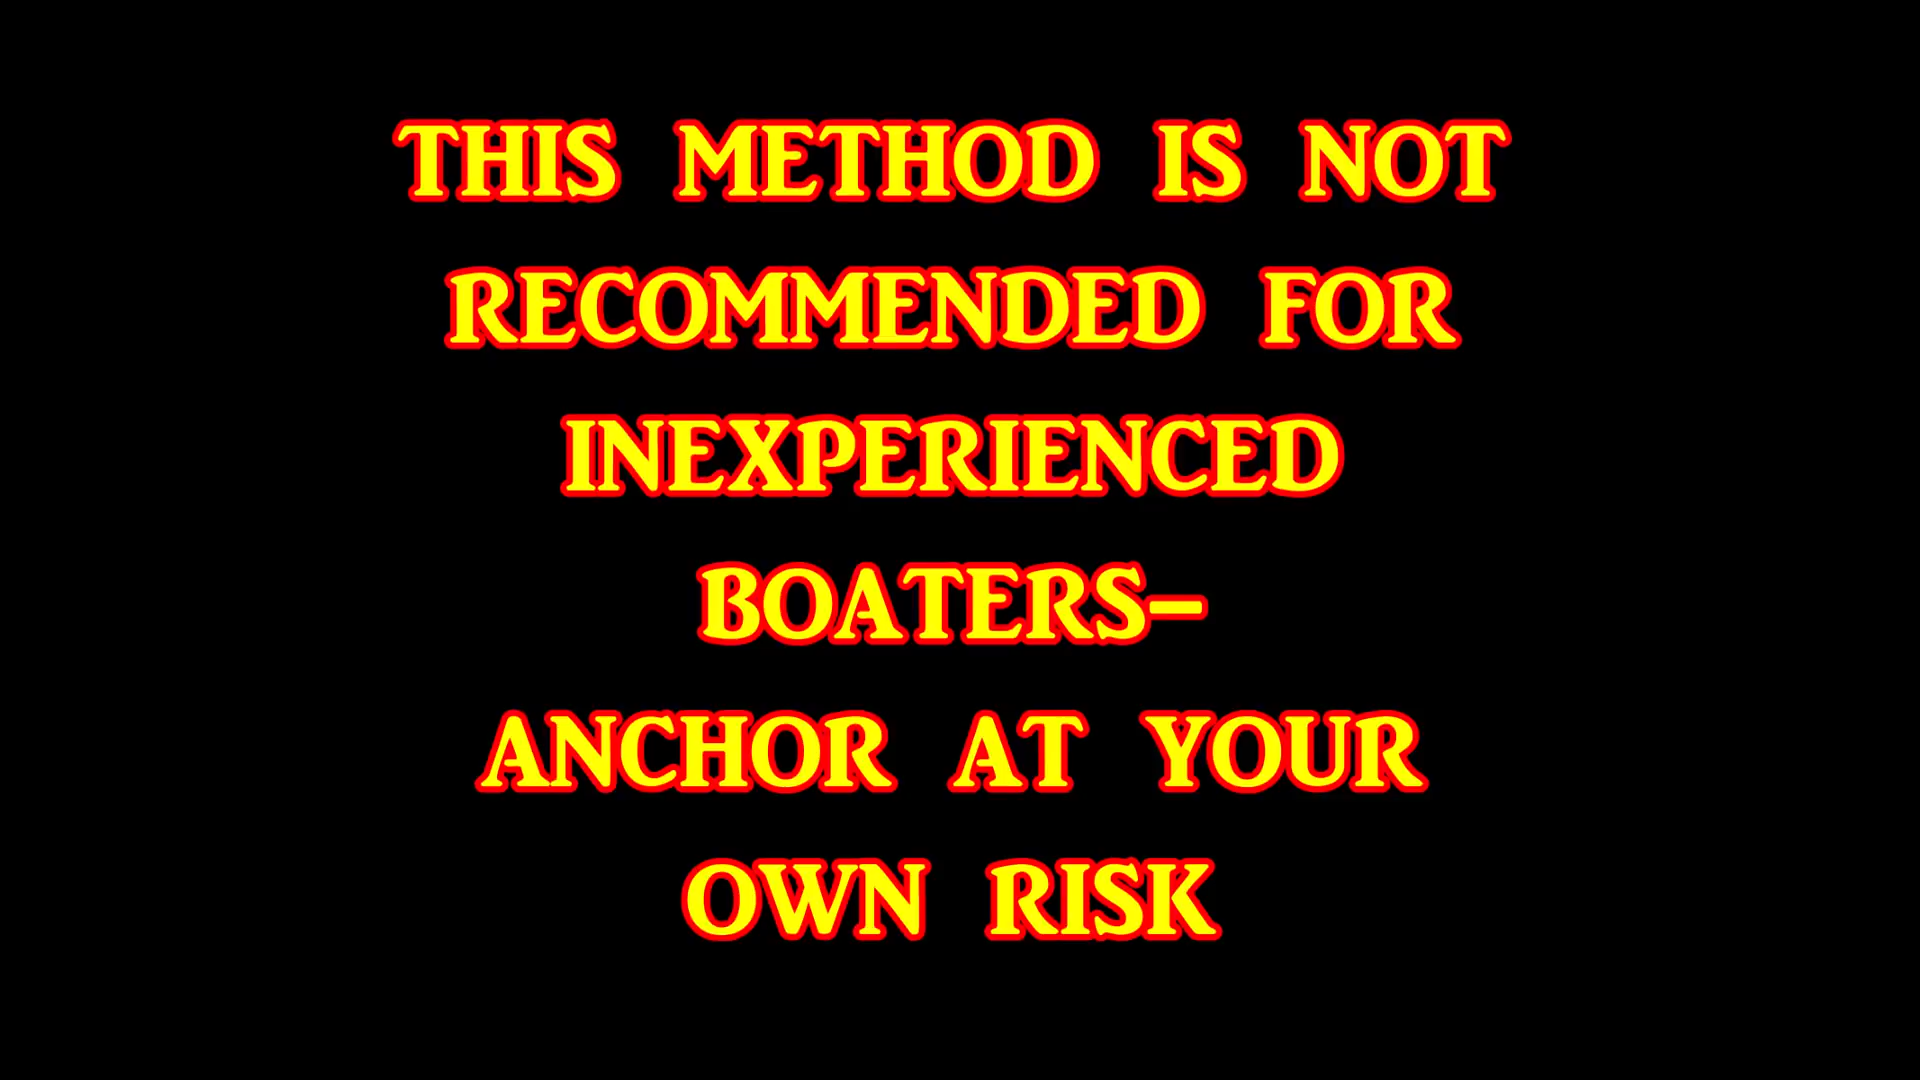 THIS METHOD IS NOT
RECOMMENDED FOR
INEXPERIENCED
BOATERS-
ANCHOR AT YOUR
OWN RISK